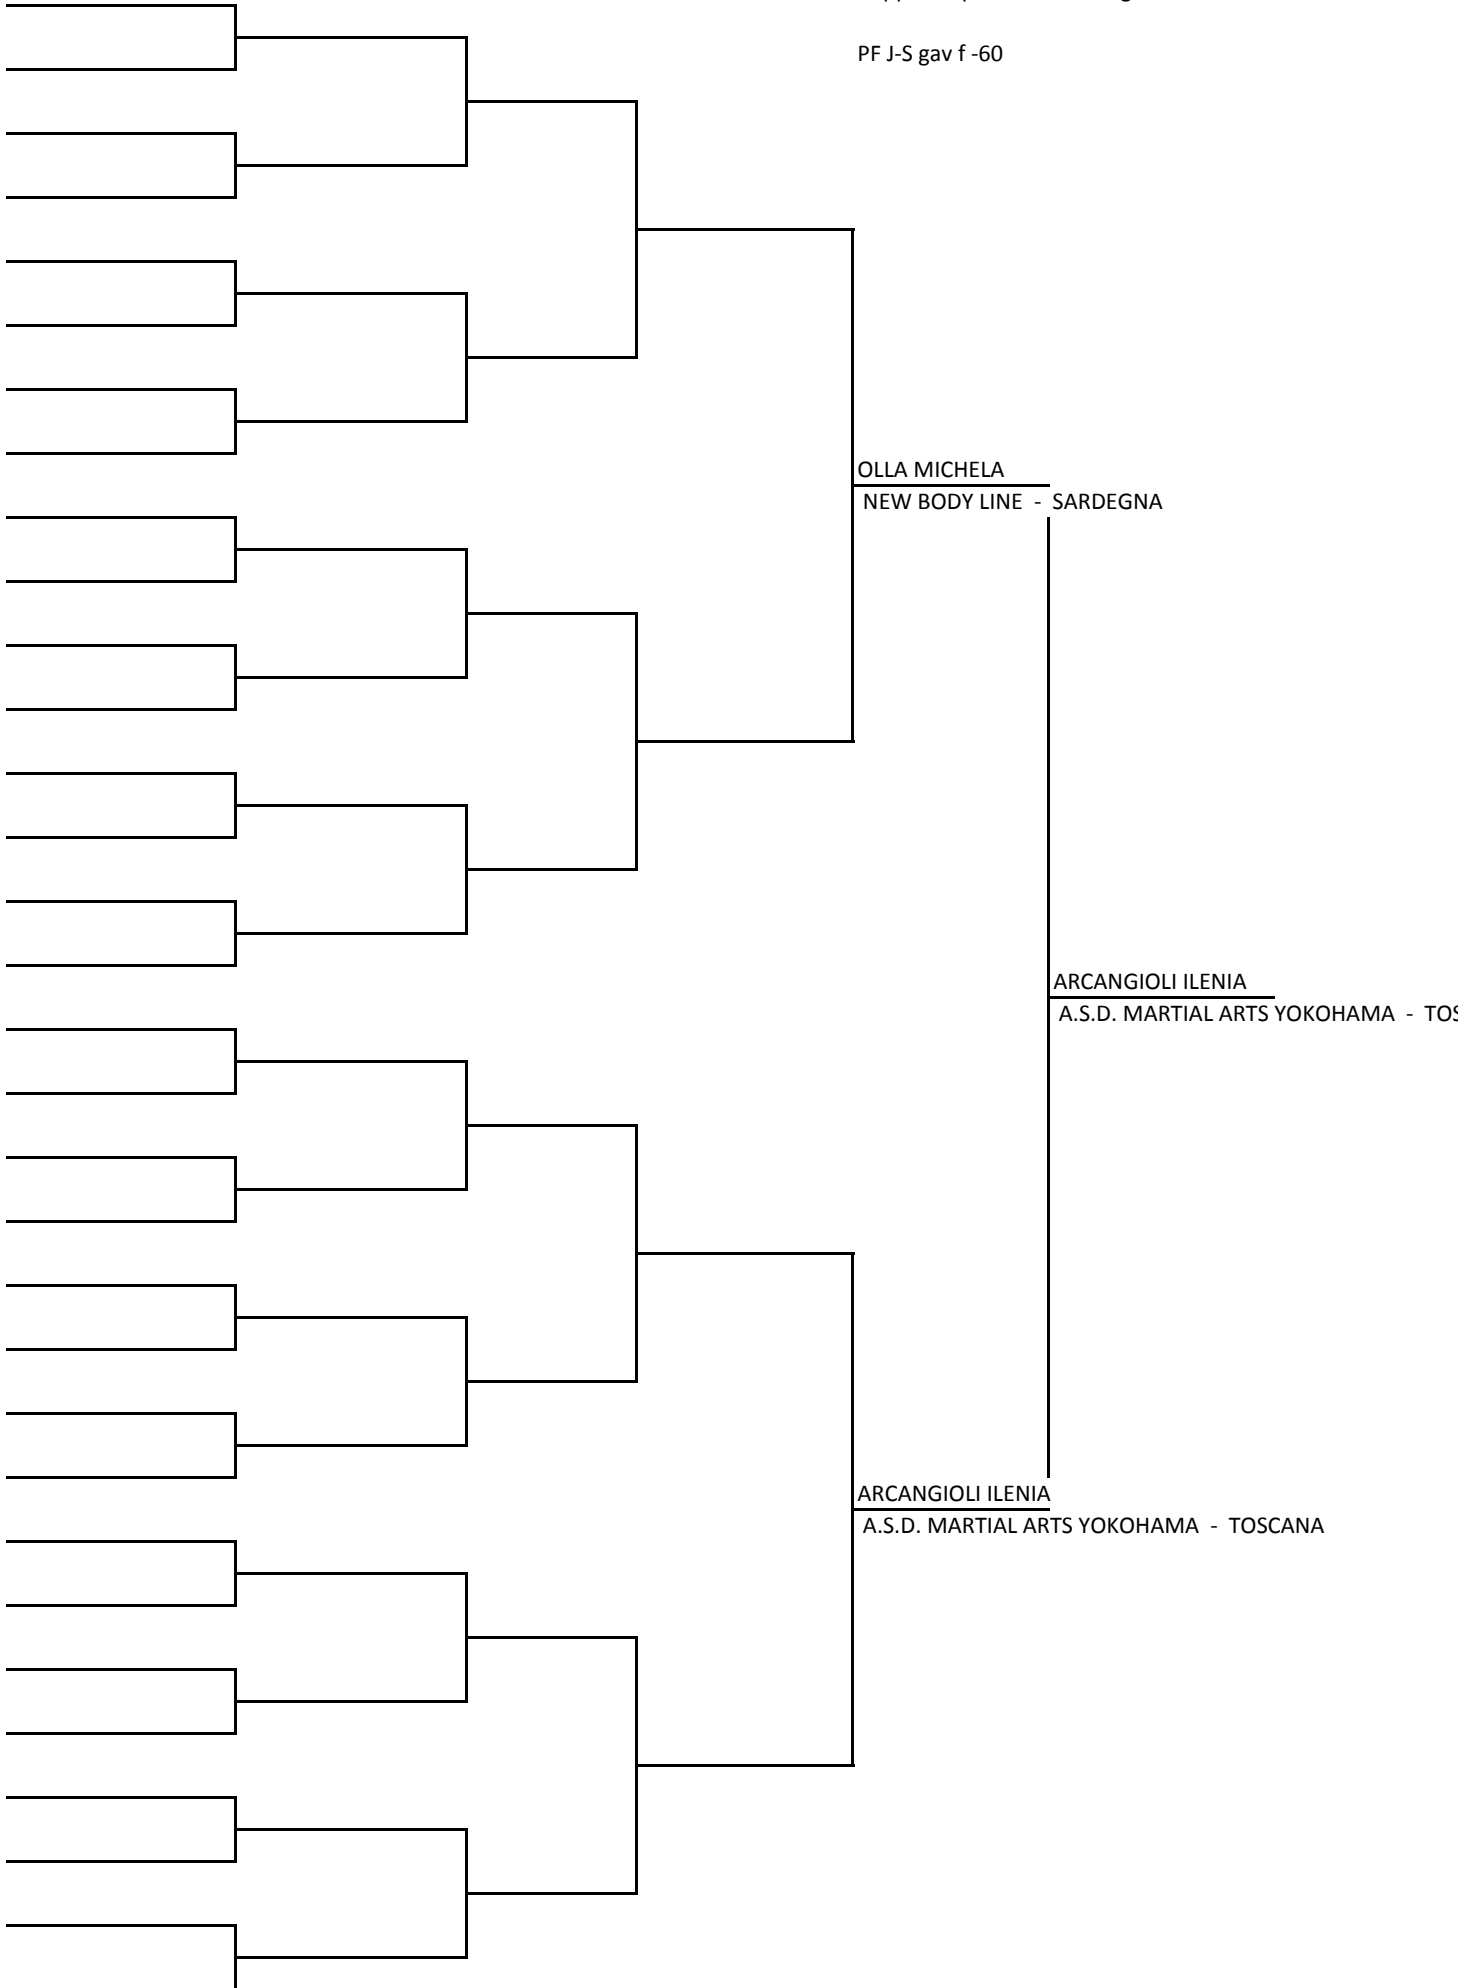 PF J-S gav f -60
OLLA MICHELA
NEW BODY LINE - SARDEGNA
ARCANGIOLI ILENIA
A.S.D. MARTIAL ARTS YOKOHAMA - TOS
ARCANGIOLI ILENIA
A.S.D. MARTIAL ARTS YOKOHAMA - TOSCANA